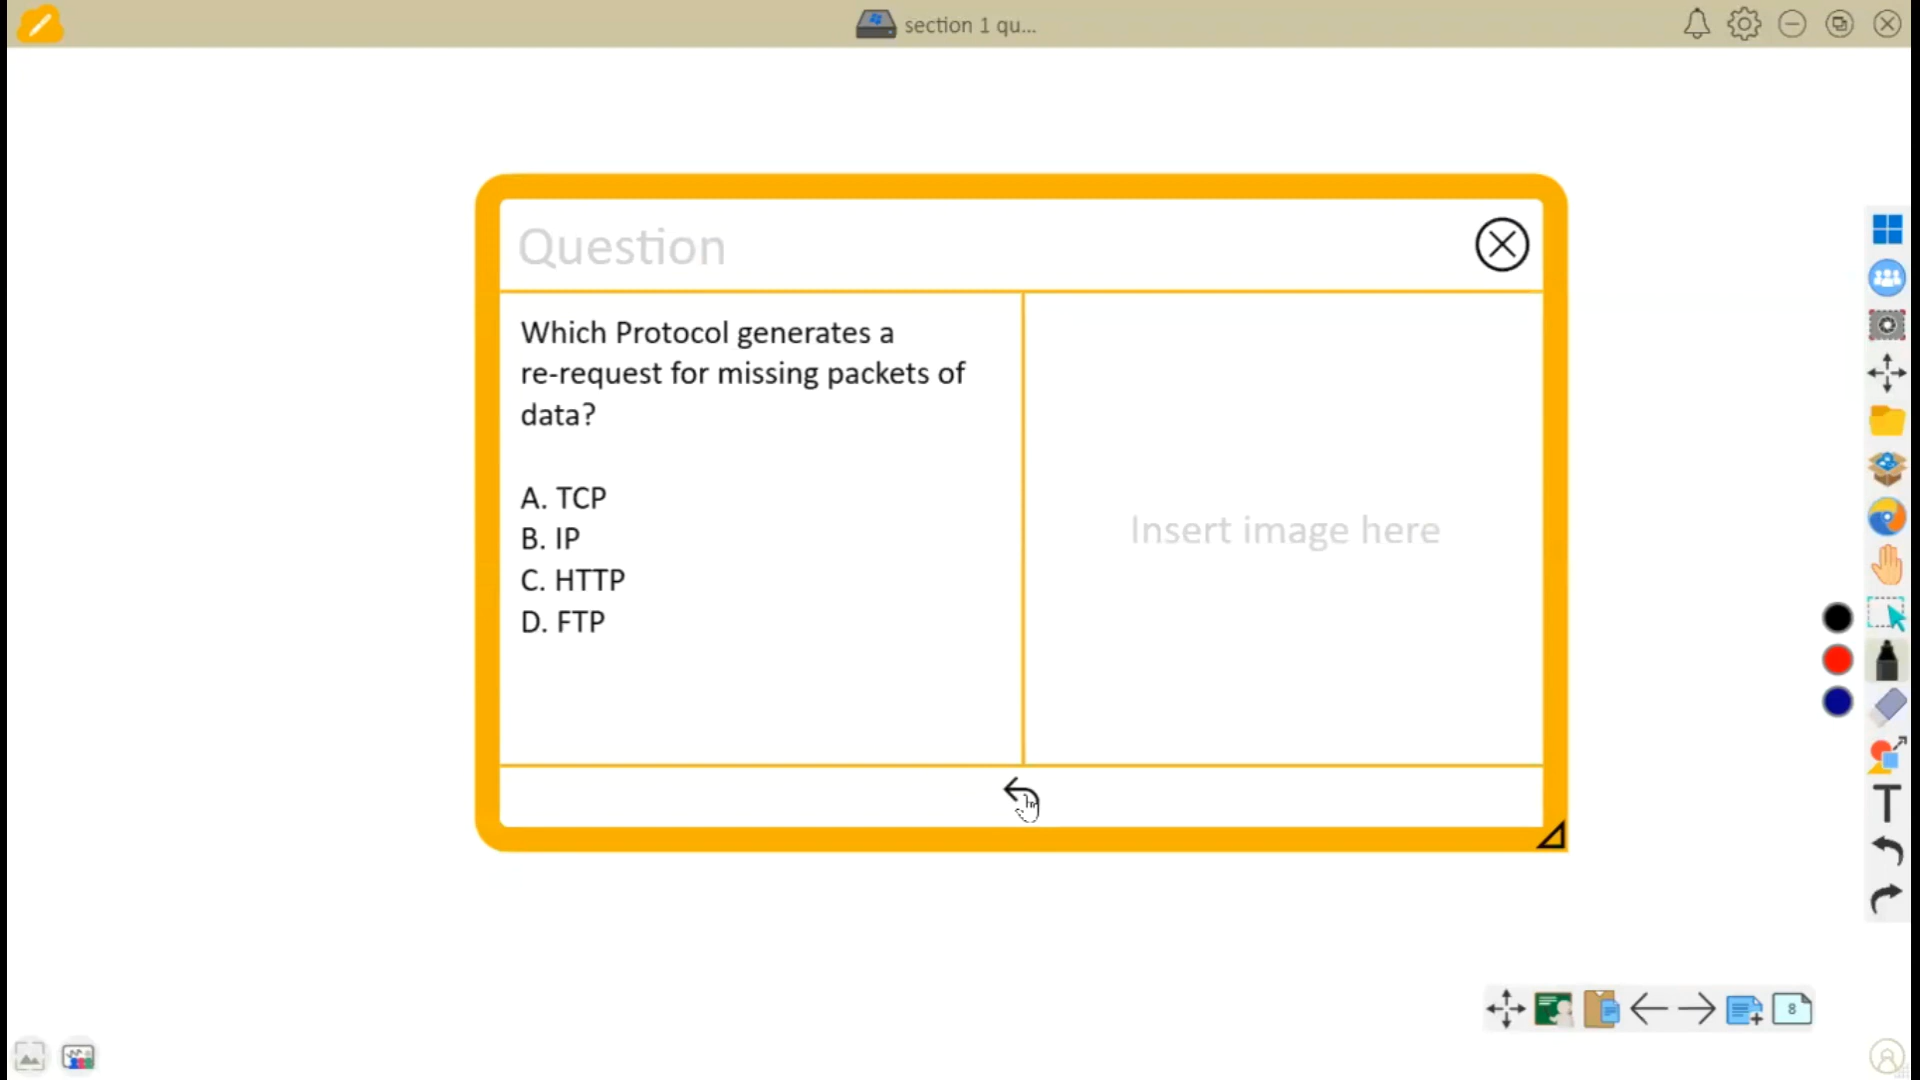 section 1 qu...
Question
Which Protocol generates a
re-request for missing packets of
data?
A. TCP
B. IP
C. HTTP
D. FTP
Insert image here
T
8